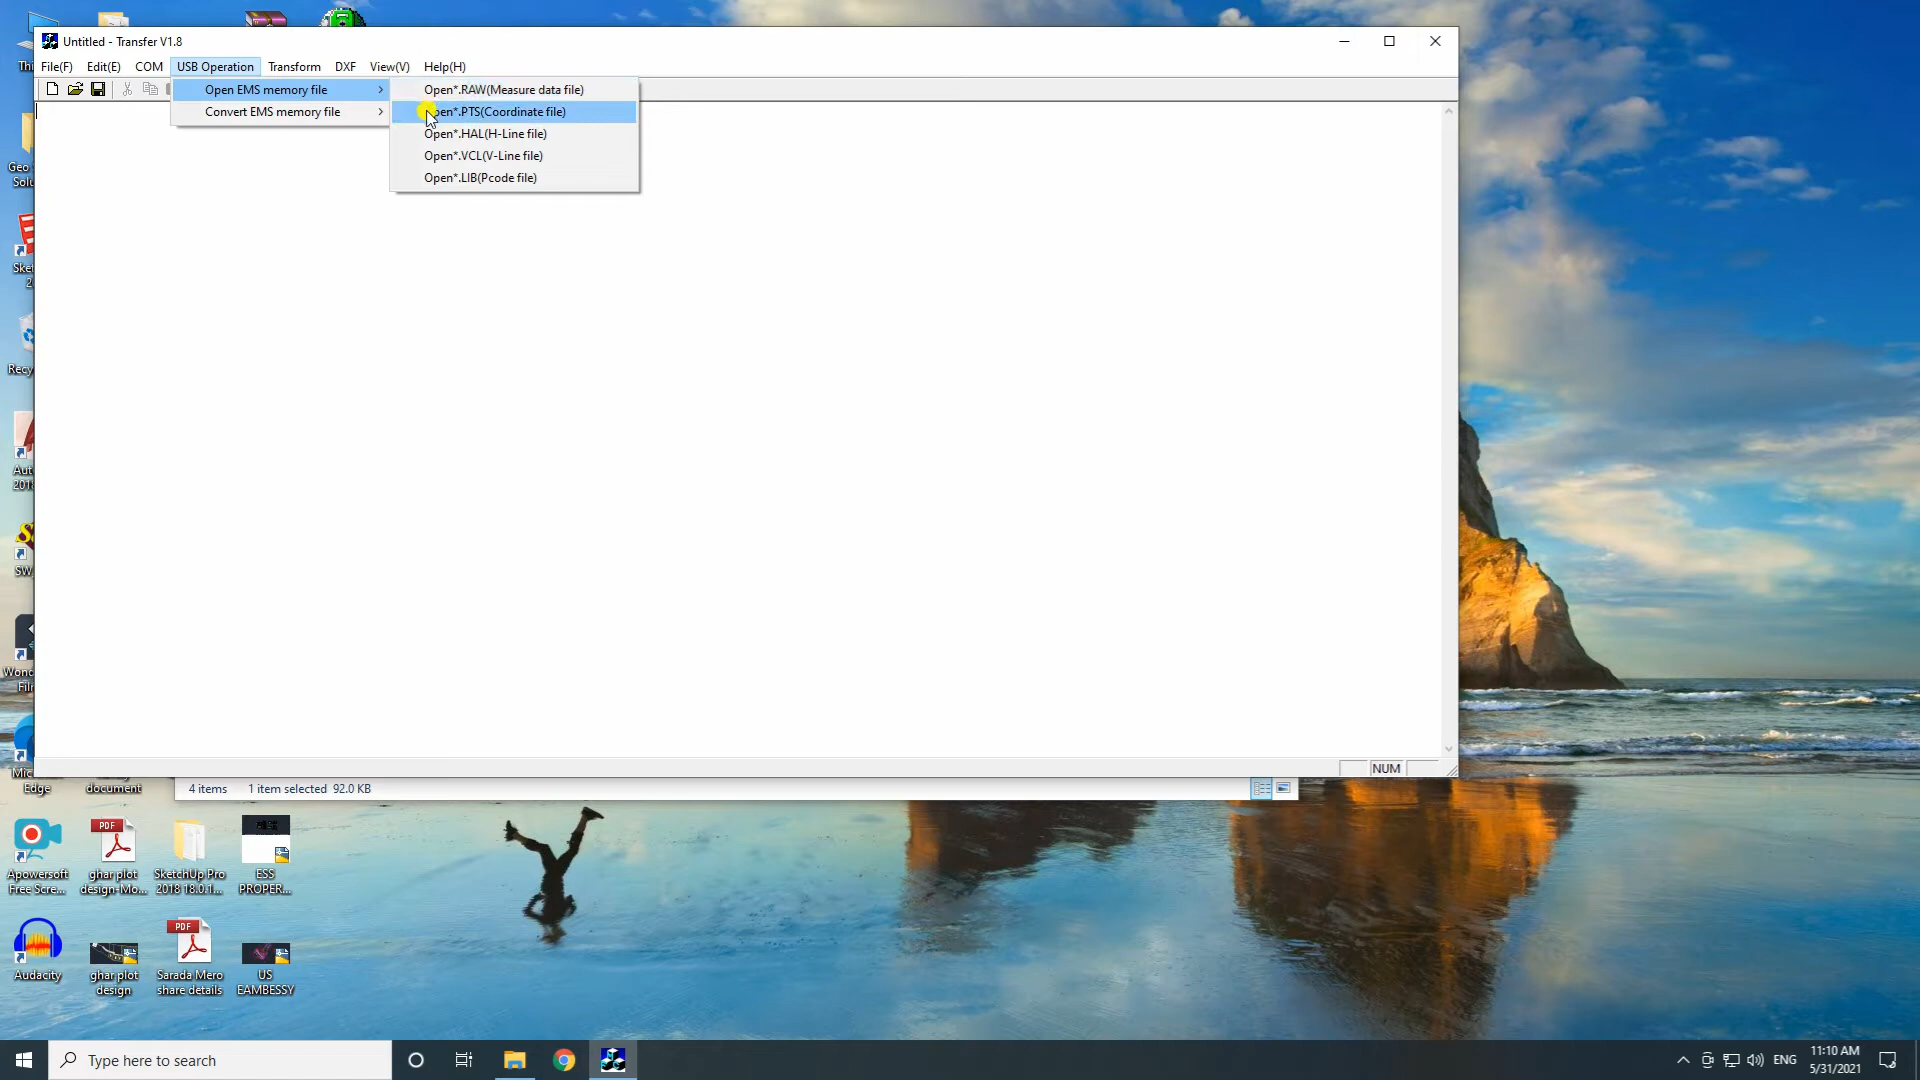 Untitled - Transfer V1.8
File(F) Edit(E) COM USB Operation Transform DXF View(V) Help(H)
Open EMS memory file
Convert EMS memory file
Open*.RAW(Measure data file)
Open*.PTS(Coordinate file)
Open*.HAL(H-Line file)
Open*.VCL(V-Line file)
Open*.LIB(Pcode file)
NUM
4 items 1 item selected 92.0 KB
Edge
document
Apowersoft
Free Scre...
PDF
ghar plot
design-Mo...
SketchUp Pro
2018 18.0.1...
ESS
PROPER...
Audacity
ghar plot
design
PDF
Sarada Mero
share details
US
EAMBESSY
Type here to search
ENG
11:10 AM
5/31/2021